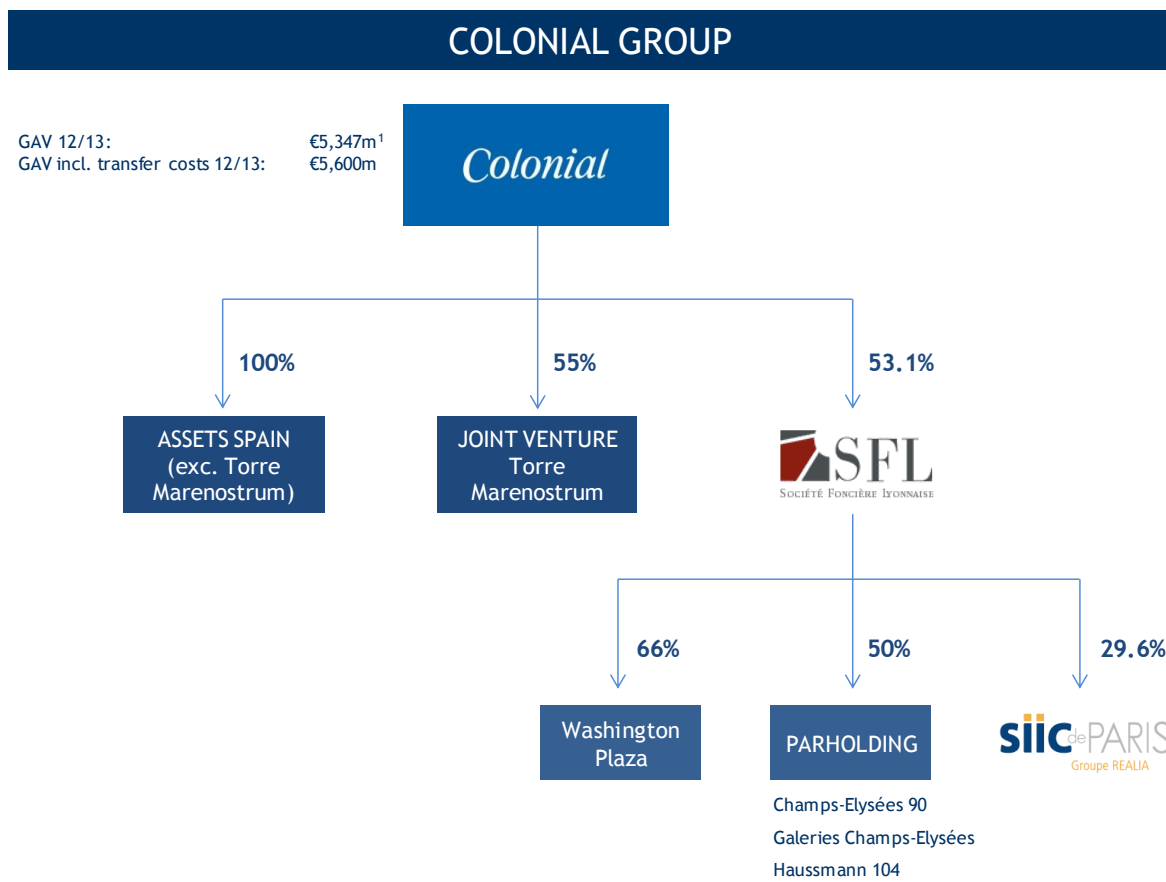 COLONIAL GROUP
GAV 12/13: €5,347m¹
GAV incl. transfer costs 12/13: €5,600m
Colonial
100%
55%
53.1%
ASSETS SPAIN
(exc. Torre
Marenostrum)
JOINT VENTURE
Torre
Marenostrum
SFL
SOCIÉTÉ FONCIÈRE LYONNAISE
66%
50%
29.6%
Washington
Plaza
PARHOLDING
siic de PARIS
Groupe REALIA
Champs-Elysées 90
Galeries Champs-Elysées
Haussmann 104